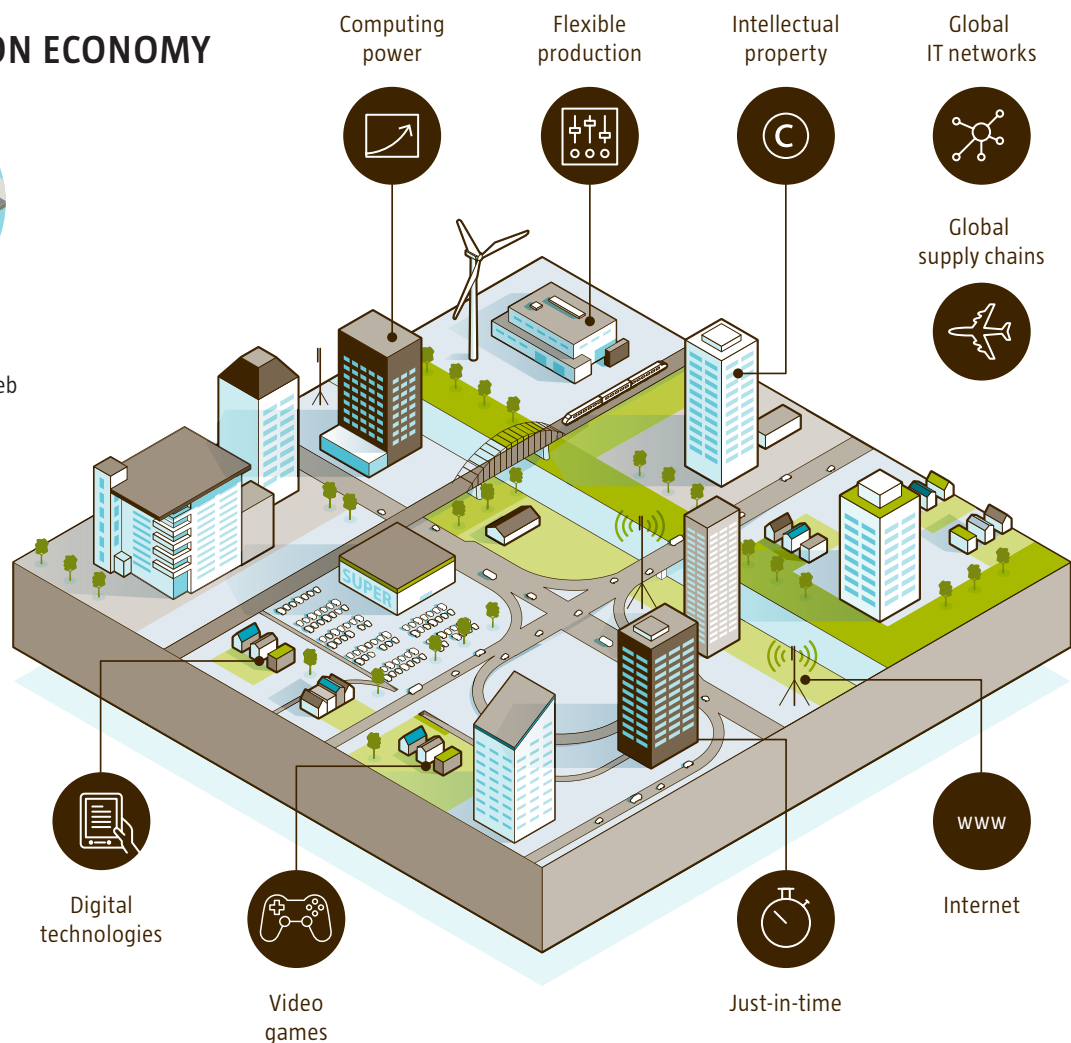 ON ECONOMY
Computing
power
Flexible
production
Intellectual
property
Global
IT networks
C
Global
supply chains
eb
SUPER
www
Digital
technologies
Internet
Video
games
Just-in-time